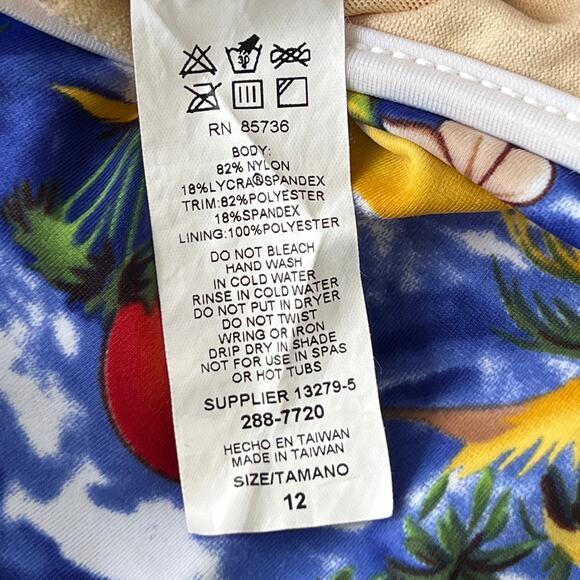 30
RN 85736
BODY:
82% NYLON
18%LYCRA®SPANDEX
TRIM:82%POLYESTER
18%SPANDEX
LINING:100%POLYESTER
DO NOT BLEACH
HAND WASH
IN COLD WATER
RINSE IN COLD WATER
DO NOT PUT IN DRYER
DO NOT TWIST
WRING OR IRON
DRIP DRY IN SHADE
NOT FOR USE IN SPAS
OR HOT TUBS
SUPPLIER 13279-5
288-7720
HECHO EN TAIWAN
MADE IN TAIWAN
SIZE/TAMANO
12